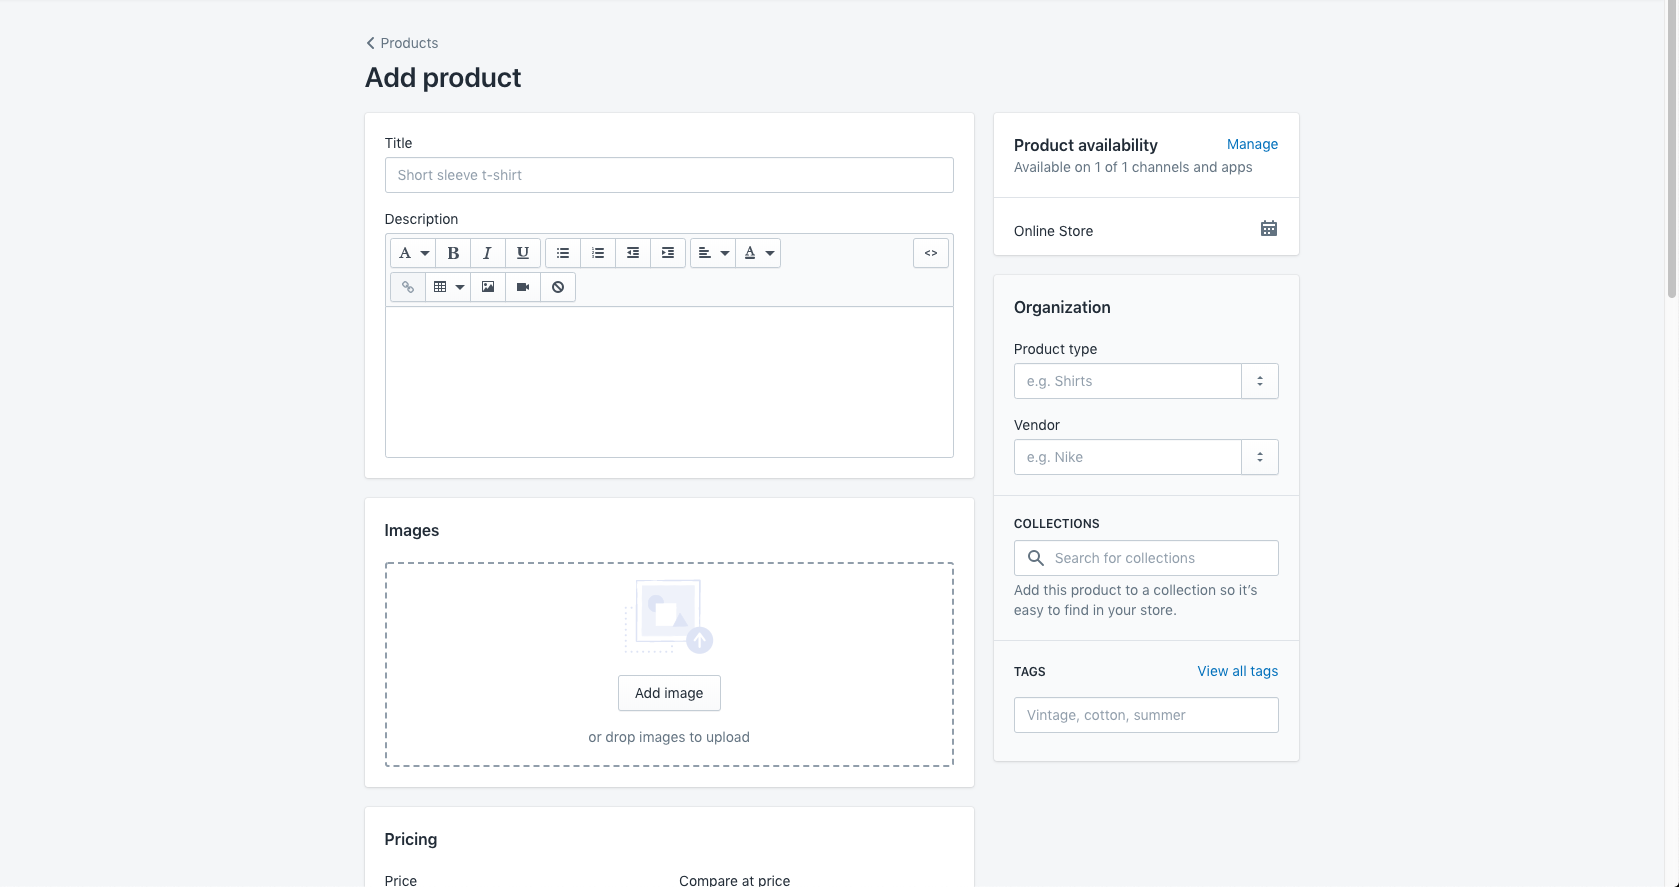 Products
Add product
Title
Short sleeve t-shirt
Description
A B I U A <>
Images
Add image
or drop images to upload
Pricing
Price Compare at price
Product availability Manage
Available on 1 of 1 channels and apps
Online Store
Organization
Product type
e.g. Shirts
Vendor
e.g. Nike
COLLECTIONS
Search for collections
Add this product to a collection so it’s
easy to find in your store.
TAGS View all tags
Vintage, cotton, summer